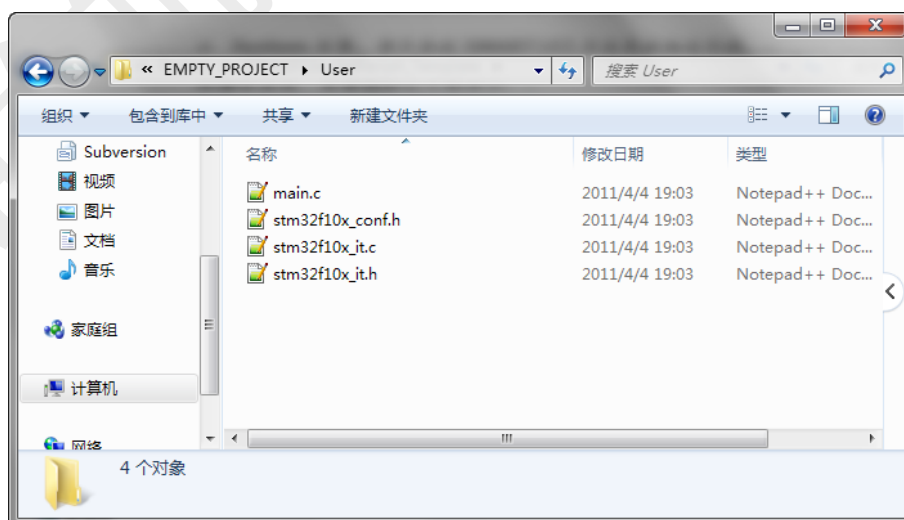 « EMPTY_PROJECT ▸ User 搜索 User
组织 ▼ 包含到库中 ▼ 共享 ▼ 新建文件夹
Subversion
视频
图片
文档
音乐
家庭组
计算机
网络
名称 修改日期 类型
main.c 2011/4/4 19:03 Notepad++ Doc...
stm32f10x_conf.h 2011/4/4 19:03 Notepad++ Doc...
stm32f10x_it.c 2011/4/4 19:03 Notepad++ Doc...
stm32f10x_it.h 2011/4/4 19:03 Notepad++ Doc...
4 个对象